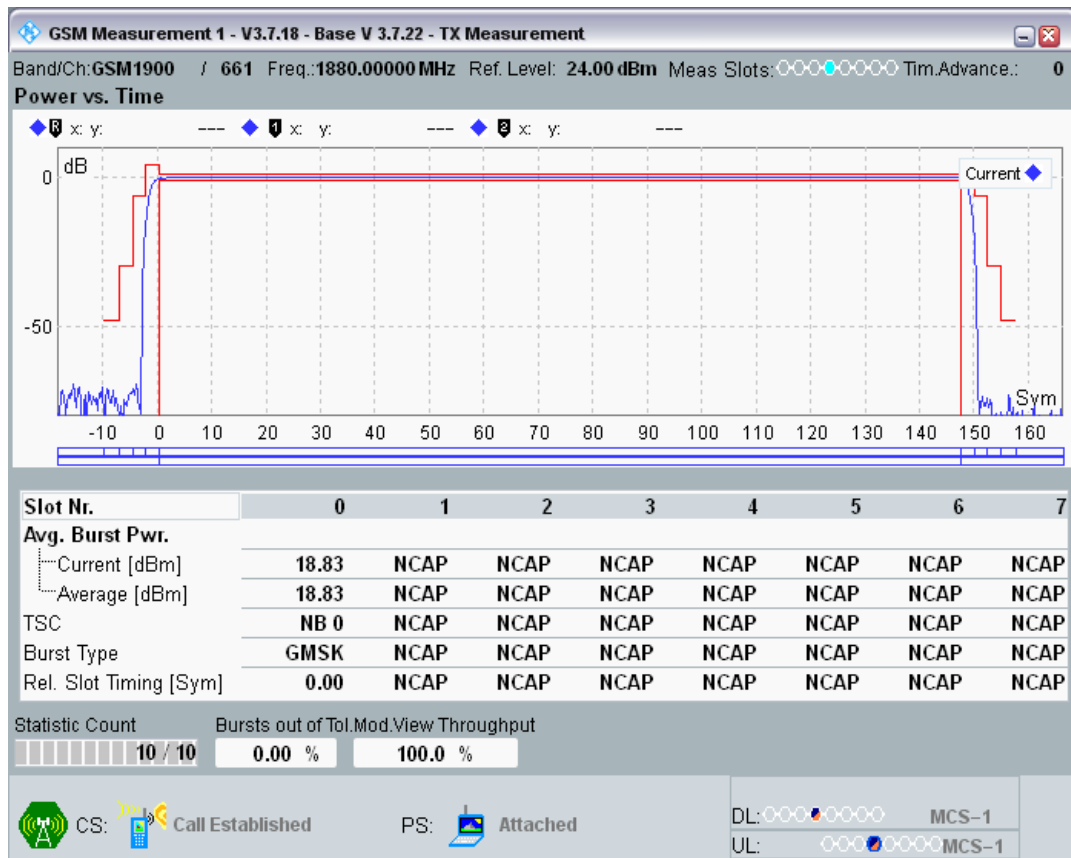 GSM Measurement 1 - V3.7.18 - Base V 3.7.22 - TX Measurement
Band/Ch:GSM1900 / 661 Freq.:1880.00000 MHz Ref. Level: 24.00 dBm Meas Slots: Tim.Advance.: 0
Power vs. Time
R x: y: --- 1 x: y: --- 2 x: y: ---
dB
0
Current
-50
Sym
-10 0 10 20 30 40 50 60 70 80 90 100 110 120 130 140 150 160
Slot Nr. 0 1 2 3 4 5 6 7
Avg. Burst Pwr.
Current [dBm] 18.83 NCAP NCAP NCAP NCAP NCAP NCAP NCAP
Average [dBm] 18.83 NCAP NCAP NCAP NCAP NCAP NCAP NCAP
TSC NB 0 NCAP NCAP NCAP NCAP NCAP NCAP NCAP
Burst Type GMSK NCAP NCAP NCAP NCAP NCAP NCAP NCAP
Rel. Slot Timing [Sym] 0.00 NCAP NCAP NCAP NCAP NCAP NCAP NCAP
Statistic Count Bursts out of Tol.Mod.View Throughput
10 / 10 0.00 % 100.0 %
CS: Call Established PS: Attached
DL: MCS-1
UL: MCS-1